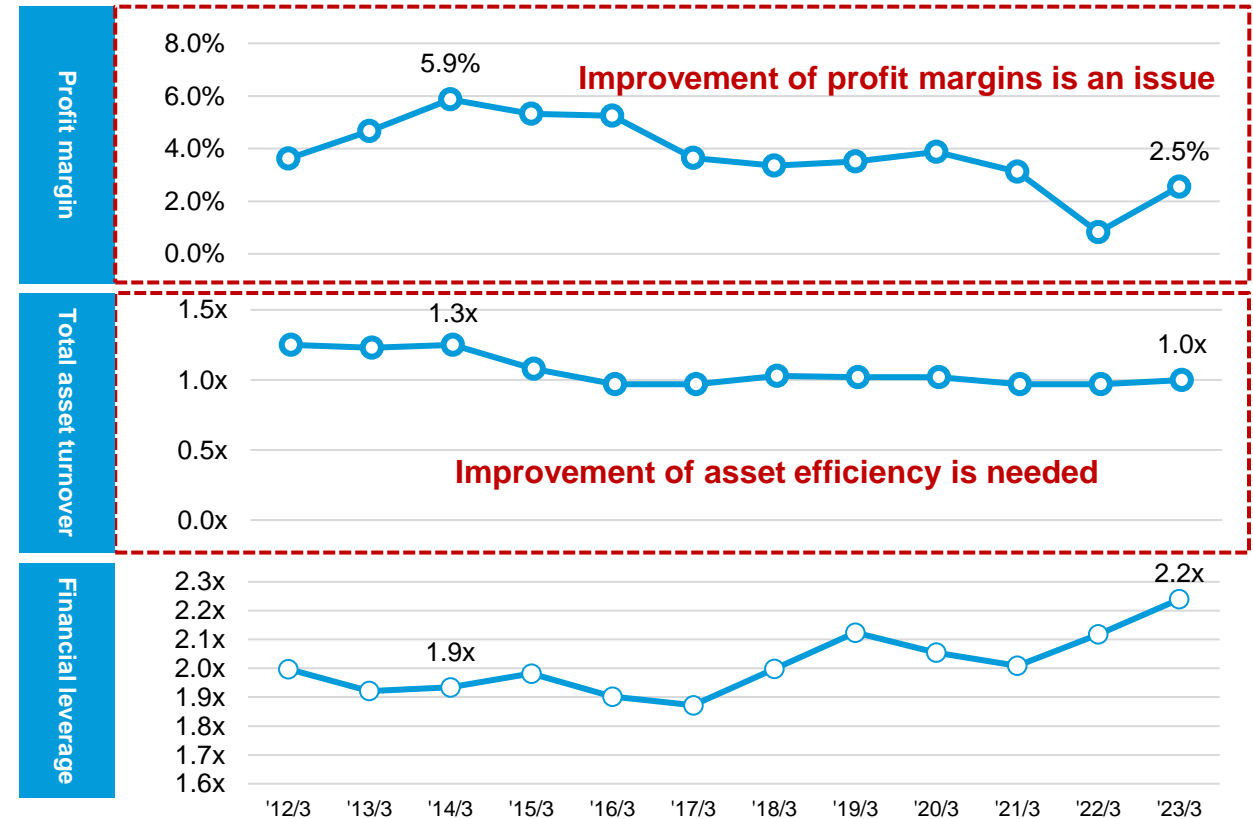 Profit margin
8.0%
6.0%
4.0%
2.0%
0.0%
5.9%
Improvement of profit margins is an issue
2.5%
Total asset turnover
1.5x
1.0x
0.5x
0.0x
1.3x
1.0x
Improvement of asset efficiency is needed
Financial leverage
2.3x
2.2x
2.1x
2.0x
1.9x
1.8x
1.7x
1.6x
1.9x
2.2x
'12/3 '13/3 '14/3 '15/3 '16/3 '17/3 '18/3 '19/3 '20/3 '21/3 '22/3 '23/3